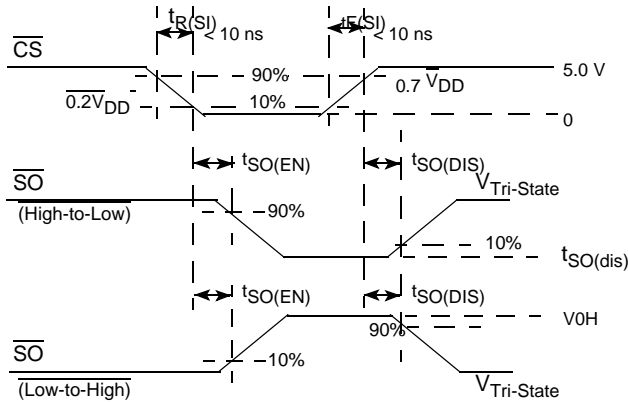 tR(SI)
< 10 ns
tF(SI)
< 10 ns
CS
90%
0.7 VDD
5.0 V
0.2VDD
10%
0
tSO(EN)
tSO(DIS)
SO
(High-to-Low)
90%
VTri-State
10%
tSO(dis)
tSO(EN)
tSO(DIS)
90%
V0H
SO
(Low-to-High)
10%
VTri-State